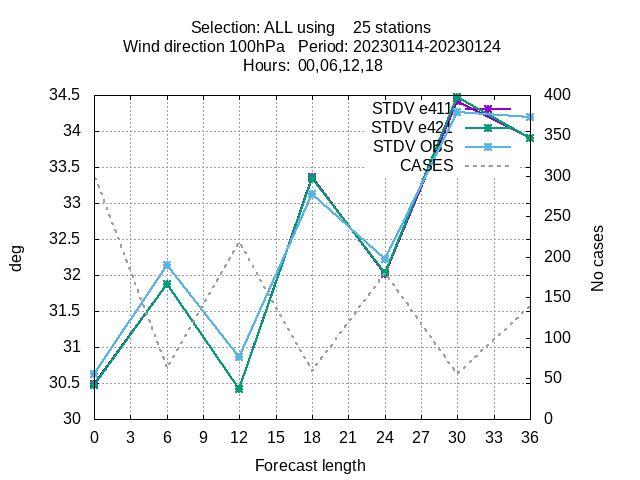 Selection: ALL using 25 stations
Wind direction 100hPa Period: 20230114-20230124
Hours: 00,06,12,18
34.5 400
STDV e411
34 STDV e421 350
STDV OBS
33.5 CASES 300
33 250
32.5
deg 32 200 No cases
31.5 150
31 100
30.5 50
30 0
0 3 6 9 12 15 18 21 24 27 30 33 36
Forecast length